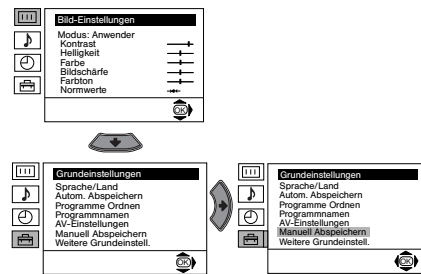 Bild-Einstellungen
Modus: Anwender
Kontrast
Helligkeit
Farbe
Bildschärfe
Farbton
Normwerte
OK
Grundeinstellungen
Sprache/Land
Autom. Abspeichern
Programme Ordnen
Programmnamen
AV-Einstellungen
Manuell Abspeichern
Weitere Grundeinstell.
OK
Grundeinstellungen
Sprache/Land
Autom. Abspeichern
Programme Ordnen
Programmnamen
AV-Einstellungen
Manuell Abspeichern
Weitere Grundeinstell.
OK